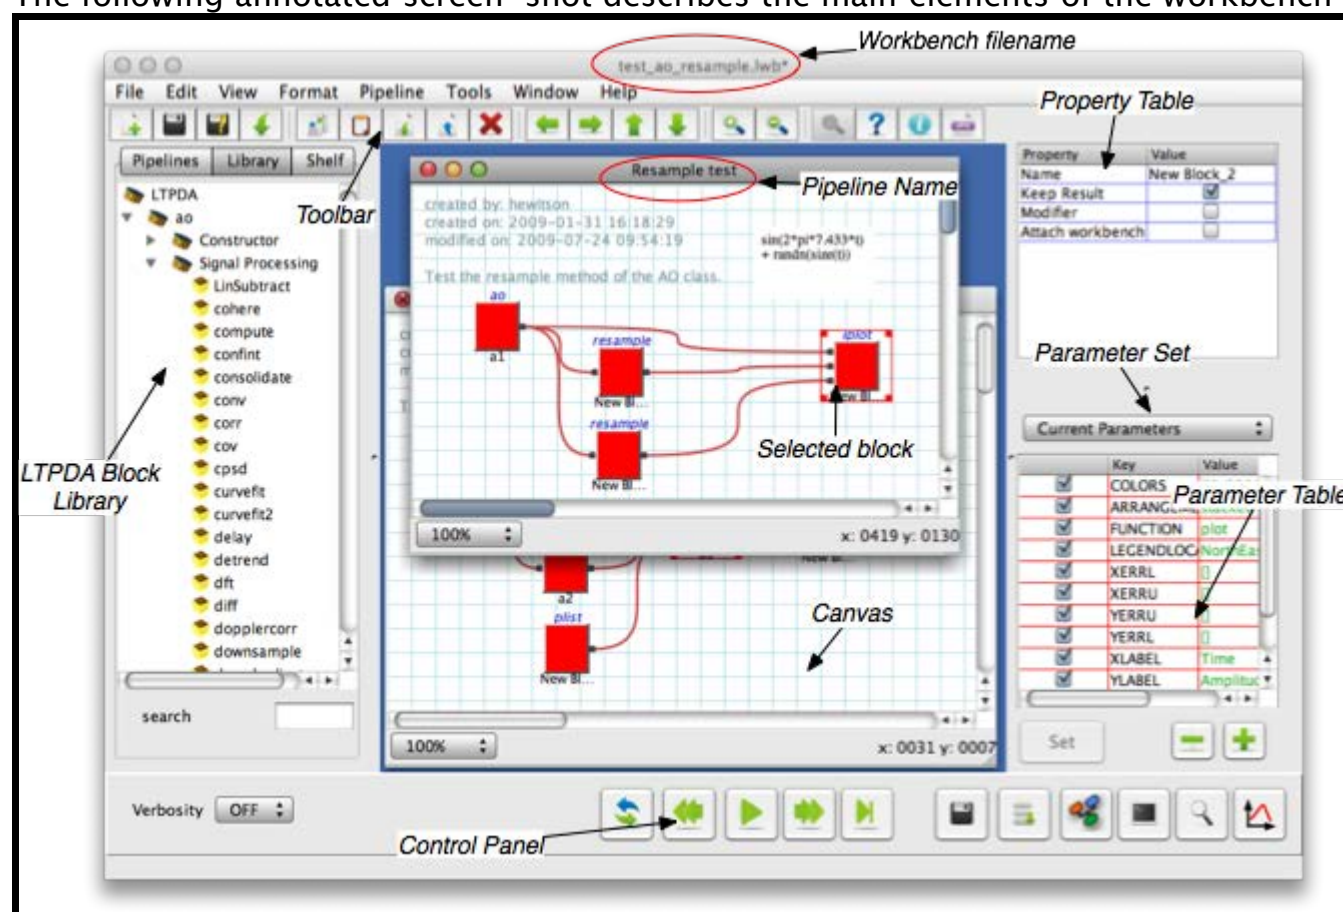 The following annotated screen-shot describes the main elements of the workbench
Workbench filename
test_ao_resample.lwb*
File Edit View Format Pipeline Tools Window Help
Toolbar
Pipelines Library Shelf
LTPDA
ao
Constructor
Signal Processing
LinSubtract
cohere
compute
confint
consolidate
conv
corr
cov
cpsd
curvefit
curvefit2
delay
detrend
dft
diff
dopplercorr
downsample
LTPDA Block
Library
search
Resample test
Pipeline Name
created by: hewitson
created on: 2009-01-31 16:18:29
modified on: 2009-07-24 09:54:19
Test the resample method of the AO class.
sin(2*pi*7.433*t)
+ randn(size(t))
ao
a1
resample
New Bl...
resample
New Bl...
iplot
New Bl
Selected block
100%
x: 0419 y: 0130
a2
plist
New Bl...
New Bl...
Canvas
100%
x: 0031 y: 0007
Property Table
Property Value
Name New Block_2
Keep Result
Modifier
Attach workbench
Parameter Set
Current Parameters
Key Value
COLORS
Parameter Table
FUNCTION plot
LEGENDLOC NorthEas
XERRL []
XERRU []
YERRU []
YERRL []
XLABEL Time
YLABEL Amplituc
Set
Verbosity OFF
Control Panel